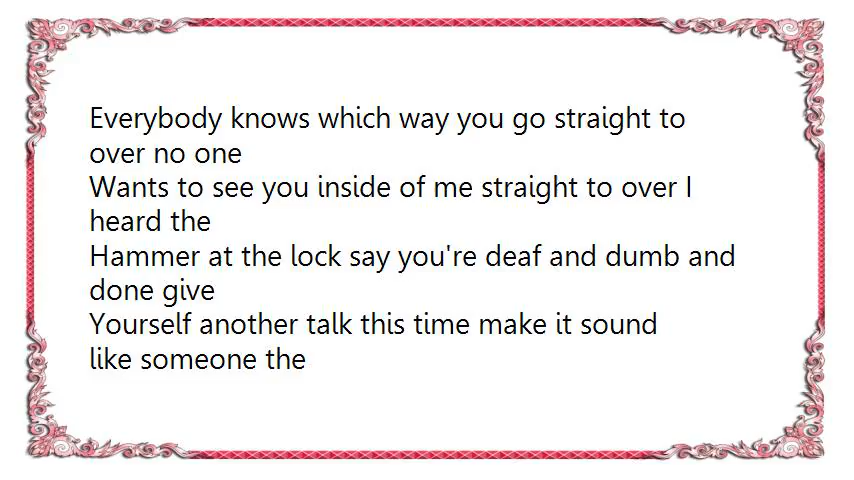 Everybody knows which way you go straight to
over no one
Wants to see you inside of me straight to over I
heard the
Hammer at the lock say you're deaf and dumb and
done give
Yourself another talk this time make it sound
like someone the